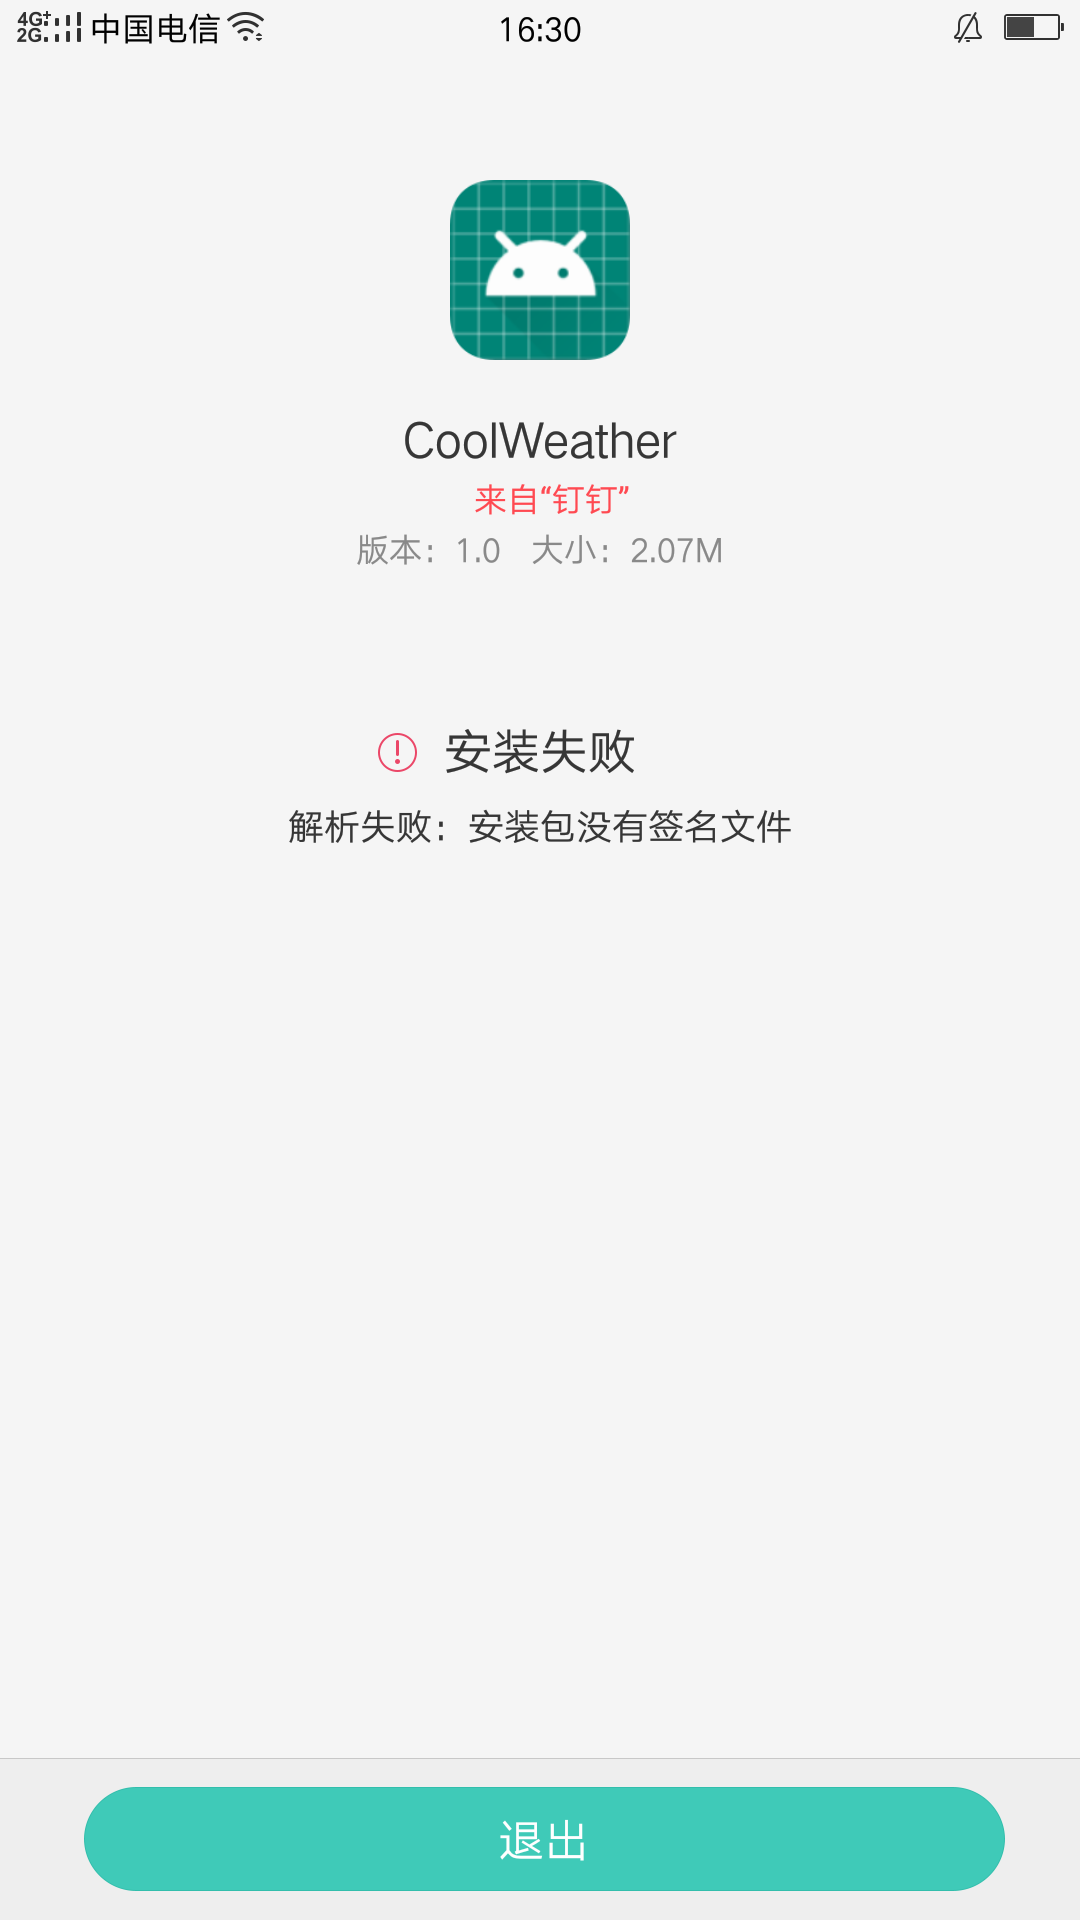 4G+ 2G 中国电信 16:30
CoolWeather
来自“钉钉”
版本：1.0 大小：2.07M
安装失败
解析失败：安装包没有签名文件
退出